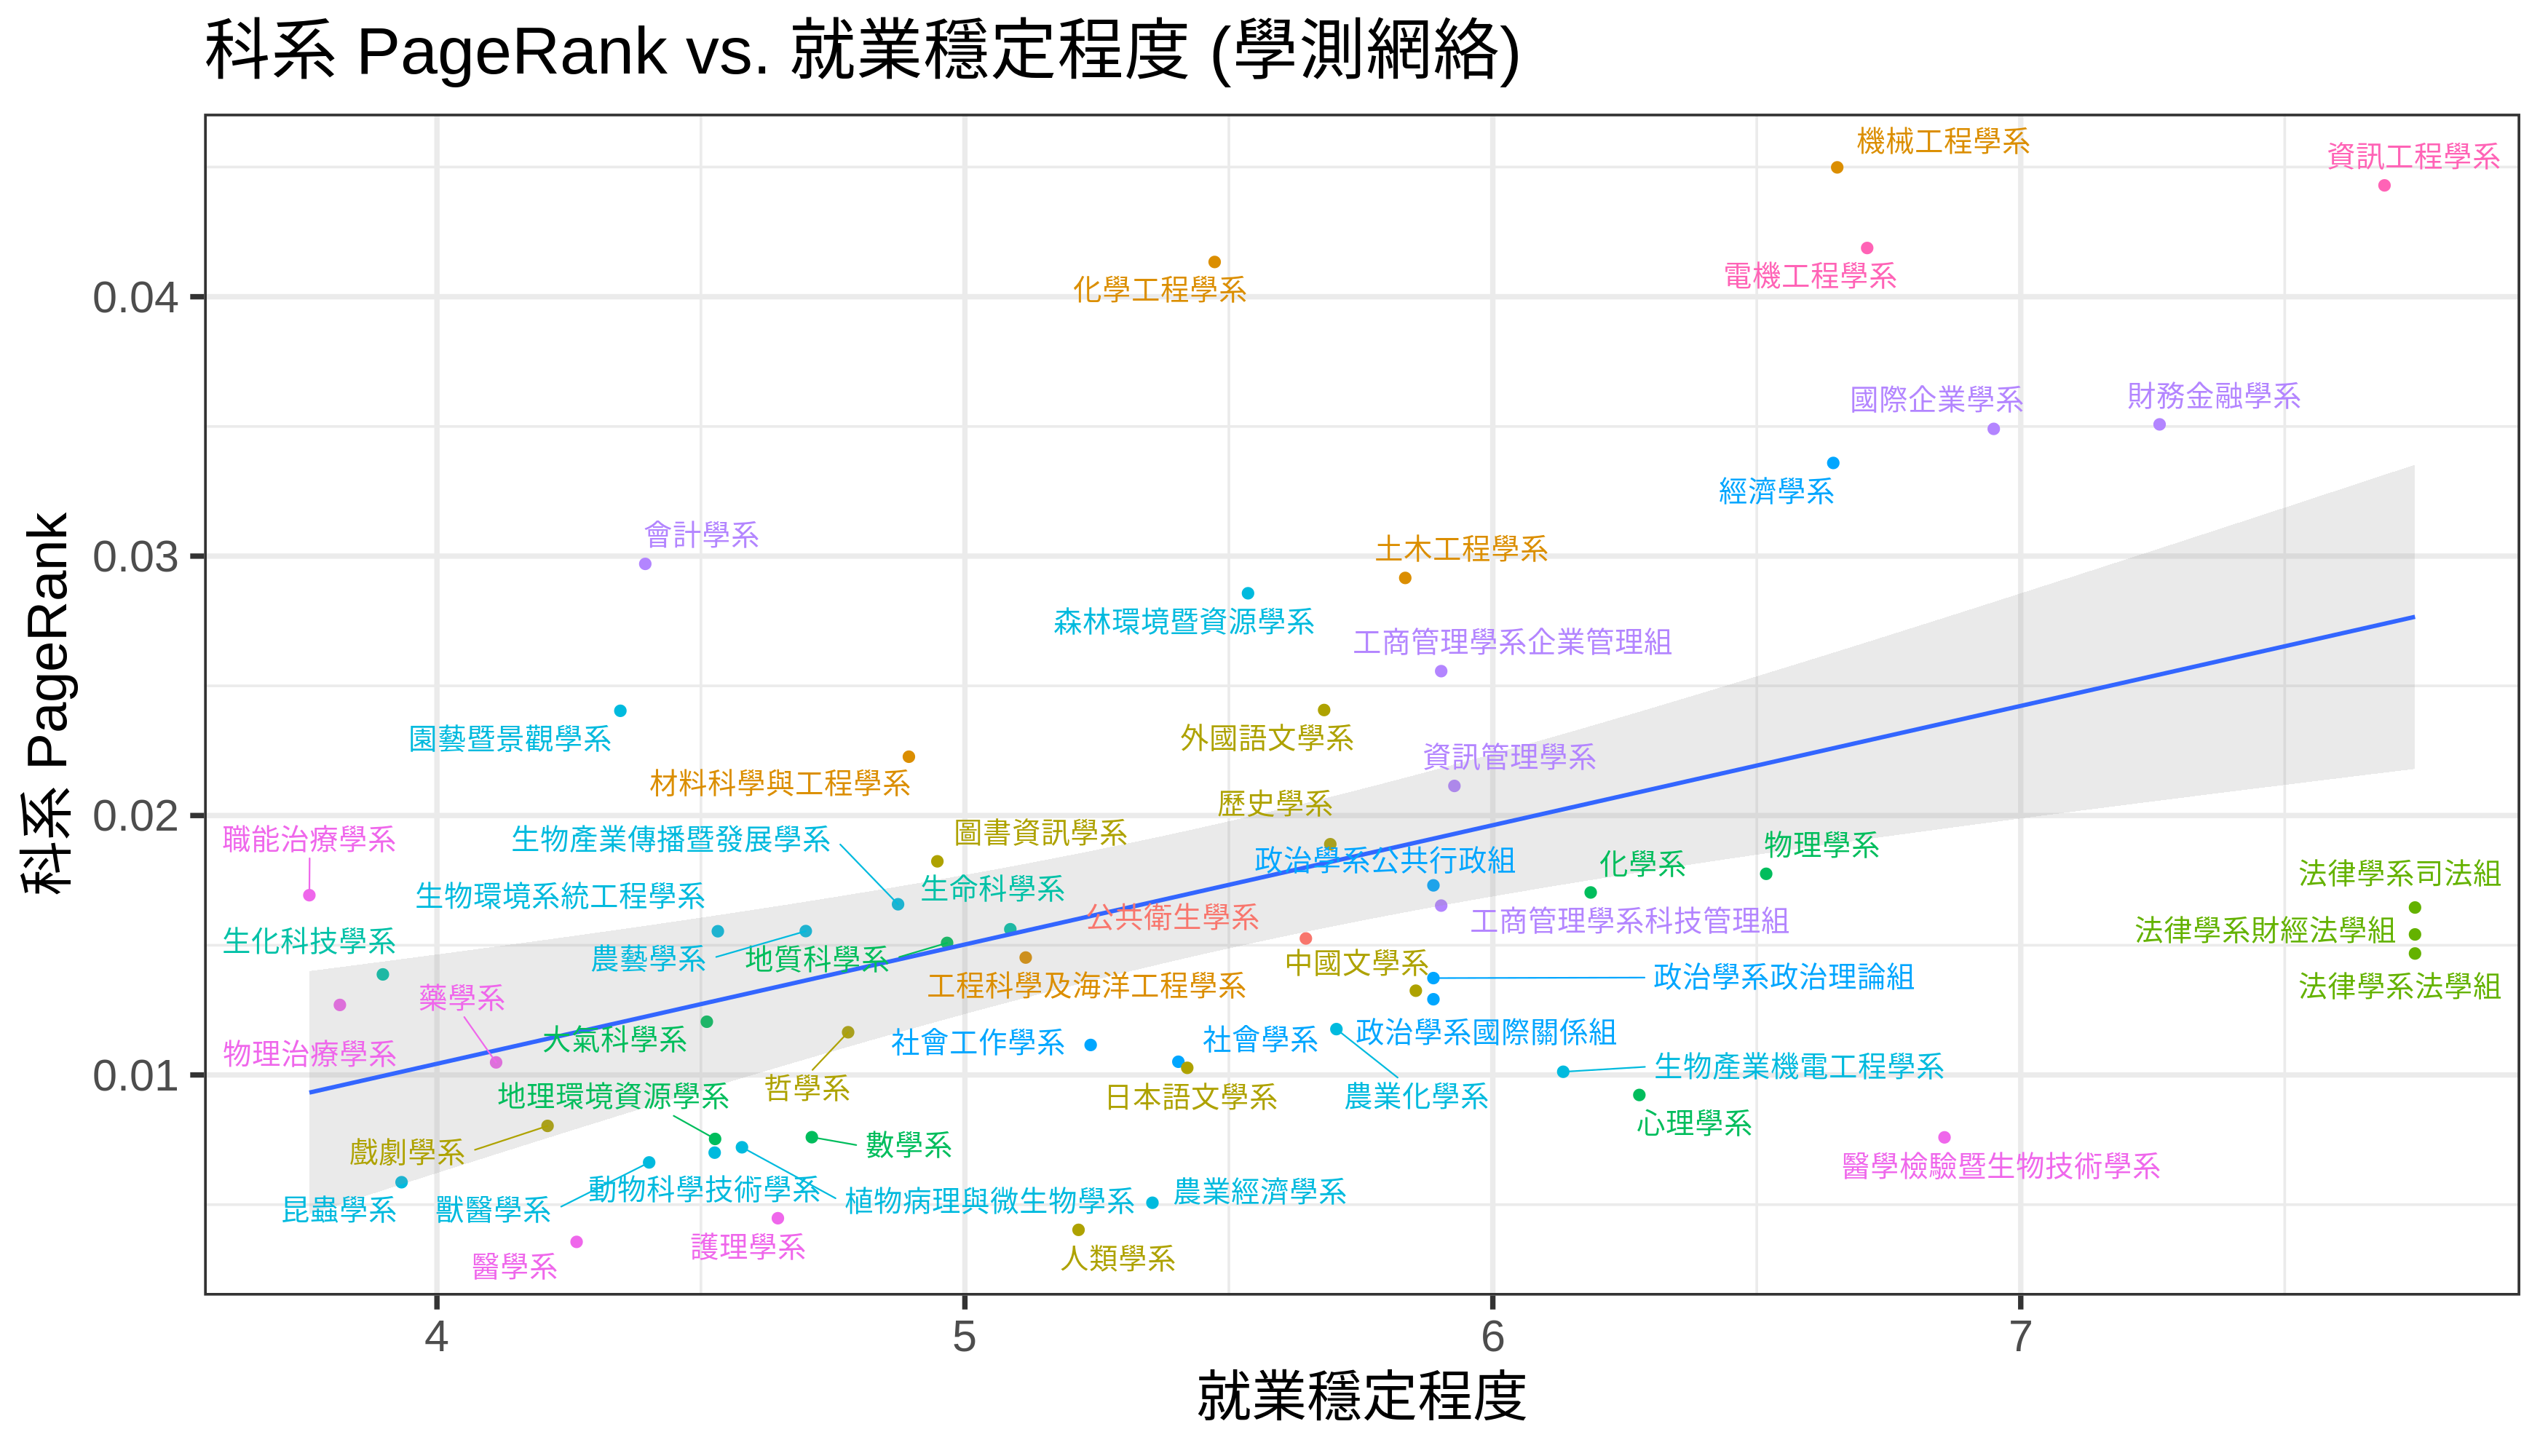 科系 PageRank vs. 就業穩定程度 (學測網絡)
機械工程學系
資訊工程學系
電機工程學系
化學工程學系
0.04
國際企業學系
財務金融學系
經濟學系
會計學系
土木工程學系
0.03
森林環境暨資源學系
工商管理學系企業管理組
園藝暨景觀學系
外國語文學系
資訊管理學系
材料科學與工程學系
歷史學系
0.02
職能治療學系
生物產業傳播暨發展學系
圖書資訊學系
物理學系
政治學系公共行政組
化學系
法律學系司法組
生命科學系
生物環境系統工程學系
公共衛生學系
工商管理學系科技管理組
法律學系財經法學組
生化科技學系
農藝學系
地質科學系
中國文學系
政治學系政治理論組
工程科學及海洋工程學系
法律學系法學組
藥學系
大氣科學系
社會工作學系
社會學系
政治學系國際關係組
物理治療學系
生物產業機電工程學系
0.01
哲學系
地理環境資源學系
日本語文學系
農業化學系
心理學系
戲劇學系
數學系
醫學檢驗暨生物技術學系
動物科學技術學系
農業經濟學系
植物病理與微生物學系
昆蟲學系
獸醫學系
護理學系
人類學系
醫學系
科系 PageRank
4
5
6
7
就業穩定程度